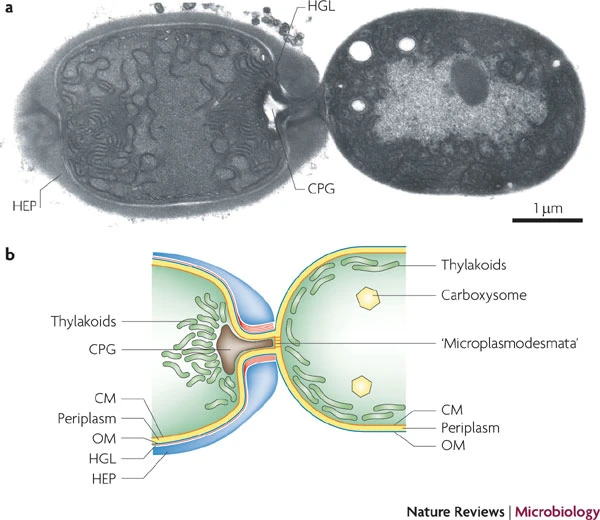 a
HGL
HEP
CPG
1 µm
b
Thylakoids
CPG
CM
Periplasm
OM
HGL
HEP
Thylakoids
Carboxysome
'Microplasmodesmata'
CM
Periplasm
OM
Nature Reviews | Microbiology